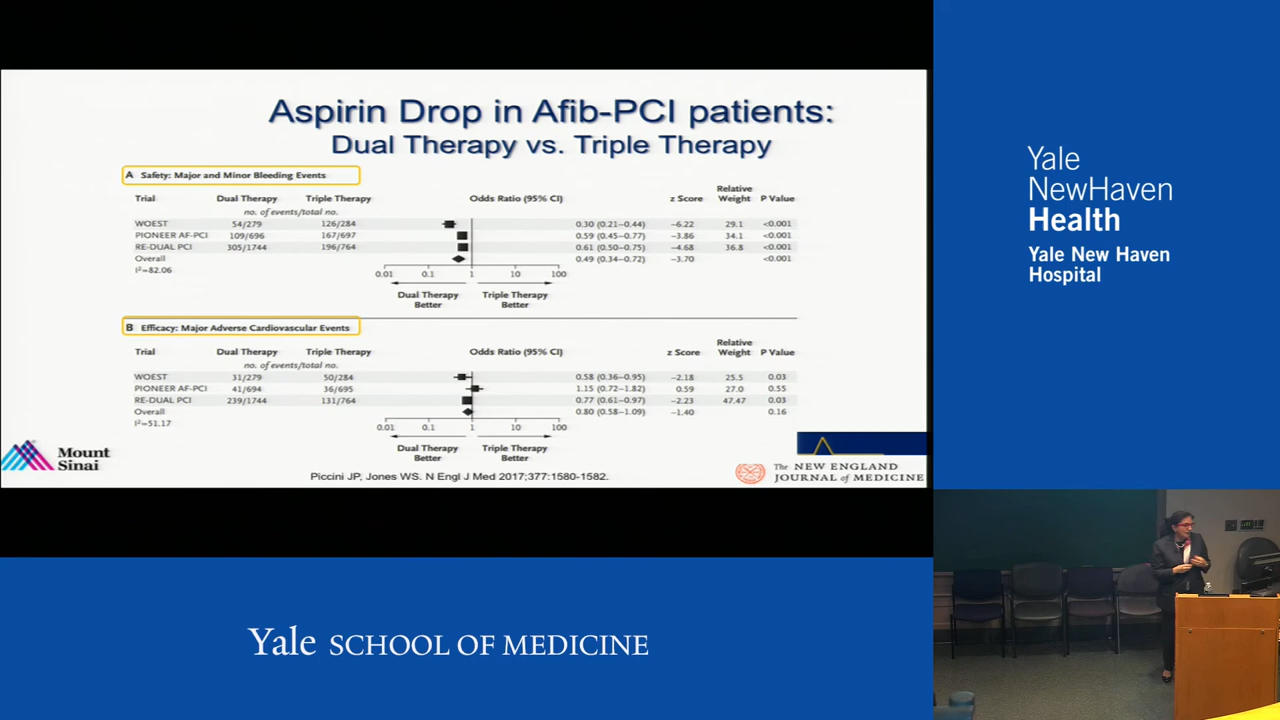 Aspirin Drop in Afib-PCI patients:
Dual Therapy vs. Triple Therapy
A Safety: Major and Minor Bleeding Events
Trial Dual Therapy Triple Therapy Odds Ratio (95% CI) z Score Relative Weight P Value
no. of events/total no.
WOEST 54/279 126/284 0.30 (0.21–0.44) –6.22 29.1 <0.001
PIONEER AF-PCI 109/696 167/697 0.59 (0.45–0.77) –3.86 34.1 <0.001
RE-DUAL PCI 305/1744 196/764 0.61 (0.50–0.75) –4.68 36.8 <0.001
Overall 0.49 (0.34–0.72) –3.70 <0.001
I²=82.06
0.01 0.1 1 10 100
Dual Therapy Better Triple Therapy Better
B Efficacy: Major Adverse Cardiovascular Events
Trial Dual Therapy Triple Therapy Odds Ratio (95% CI) z Score Relative Weight P Value
no. of events/total no.
WOEST 31/279 50/284 0.58 (0.36–0.95) –2.18 25.5 0.03
PIONEER AF-PCI 41/694 36/695 1.15 (0.72–1.82) 0.59 27.0 0.55
RE-DUAL PCI 239/1744 131/764 0.77 (0.61–0.97) –2.23 47.47 0.03
Overall 0.80 (0.58–1.09) –1.40 0.16
I²=51.17
0.01 0.1 1 10 100
Dual Therapy Better Triple Therapy Better
Mount
Sinai
Piccini JP, Jones WS. N Engl J Med 2017;377:1580-1582.
The NEW ENGLAND
JOURNAL of MEDICINE
Yale
NewHaven
Health
Yale New Haven
Hospital
Yale SCHOOL OF MEDICINE